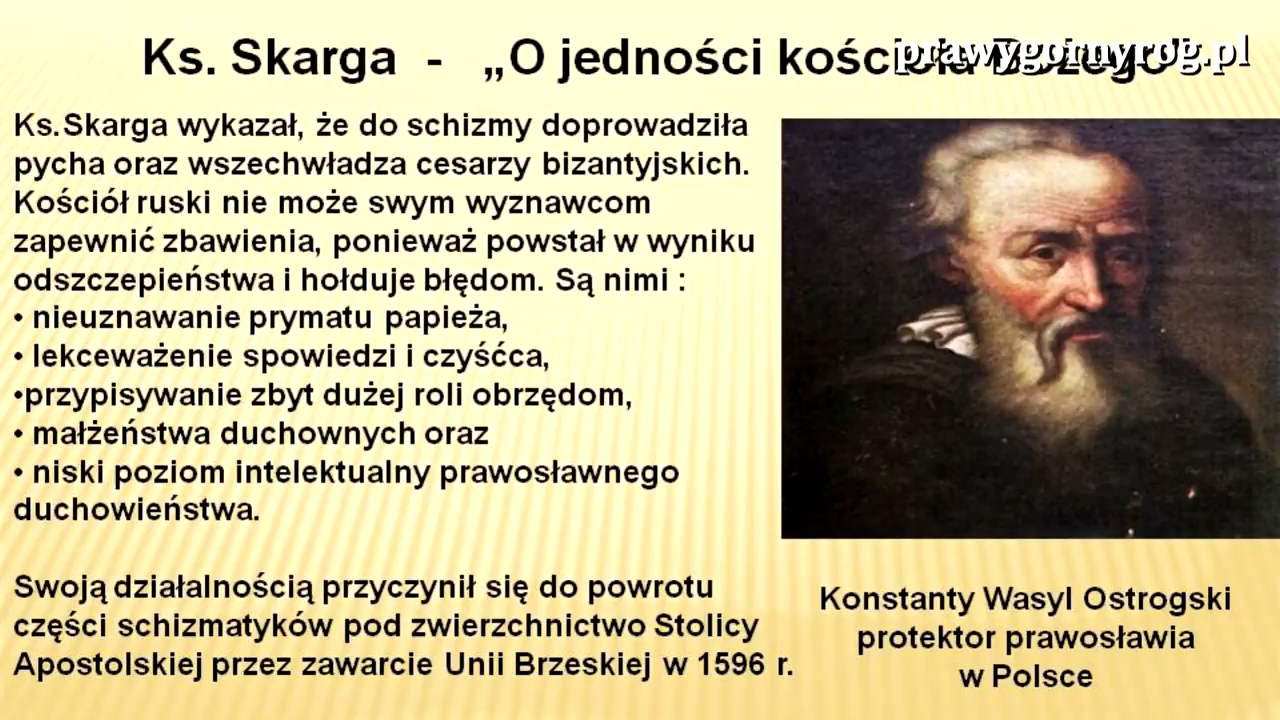 Ks. Skarga - „O jedności kościoła Bożego”
prawygornyrog.pl
Ks.Skarga wykazał, że do schizmy doprowadziła
pycha oraz wszechwładza cesarzy bizantyjskich.
Kościół ruski nie może swym wyznawcom
zapewnić zbawienia, ponieważ powstał w wyniku
odszczepieństwa i hołduje błędom. Są nimi :
• nieuznawanie prymatu papieża,
• lekceważenie spowiedzi i czyśćca,
•przypisywanie zbyt dużej roli obrzędom,
• małżeństwa duchownych oraz
• niski poziom intelektualny prawosławnego
duchowieństwa.
Swoją działalnością przyczynił się do powrotu
części schizmatyków pod zwierzchnictwo Stolicy
Apostolskiej przez zawarcie Unii Brzeskiej w 1596 r.
Konstanty Wasyl Ostrogski
protektor prawosławia
w Polsce